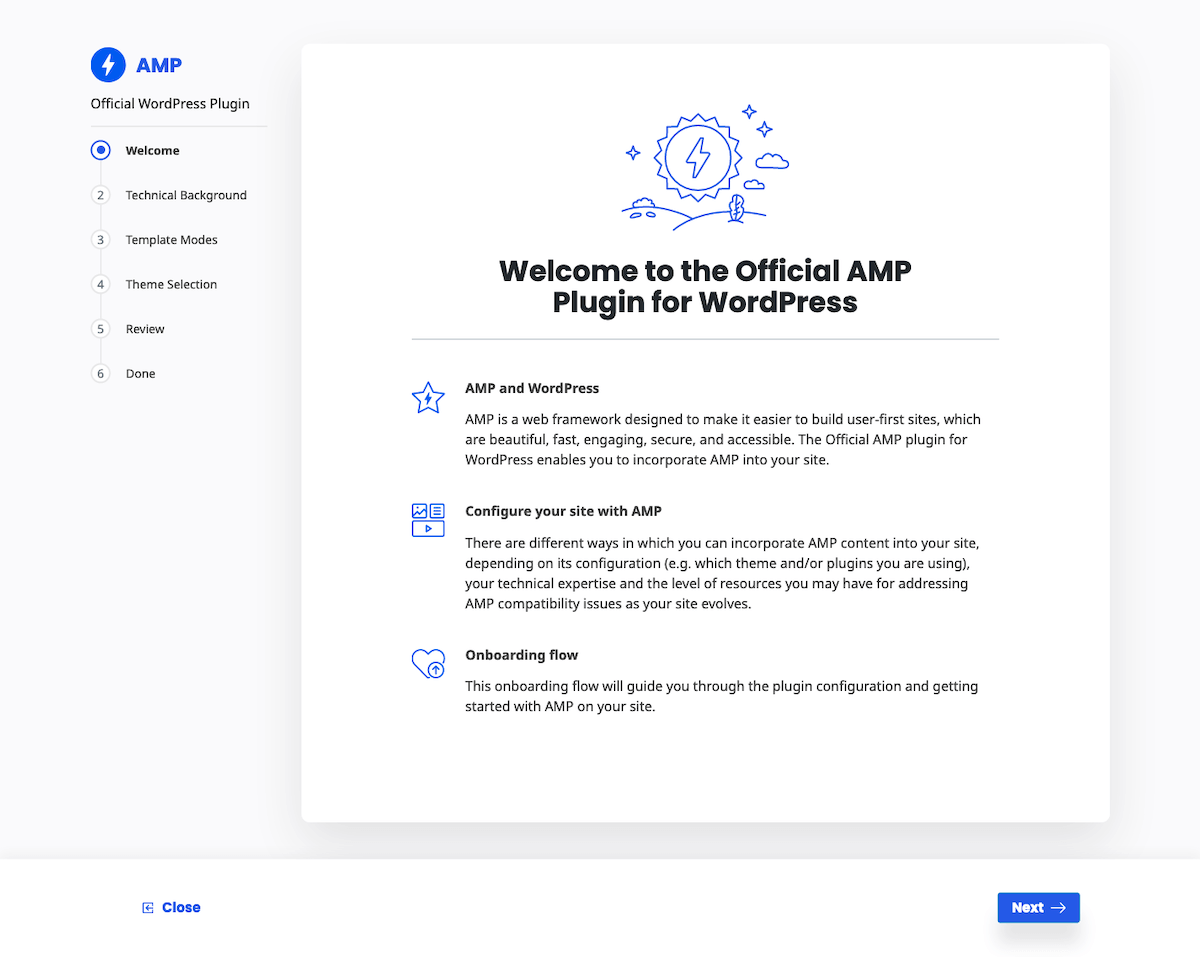 AMP
Official WordPress Plugin
Welcome
2 Technical Background
3 Template Modes
4 Theme Selection
5 Review
6 Done
Welcome to the Official AMP
Plugin for WordPress
AMP and WordPress
AMP is a web framework designed to make it easier to build user-first sites, which
are beautiful, fast, engaging, secure, and accessible. The Official AMP plugin for
WordPress enables you to incorporate AMP into your site.
Configure your site with AMP
There are different ways in which you can incorporate AMP content into your site,
depending on its configuration (e.g. which theme and/or plugins you are using),
your technical expertise and the level of resources you may have for addressing
AMP compatibility issues as your site evolves.
Onboarding flow
This onboarding flow will guide you through the plugin configuration and getting
started with AMP on your site.
Close
Next